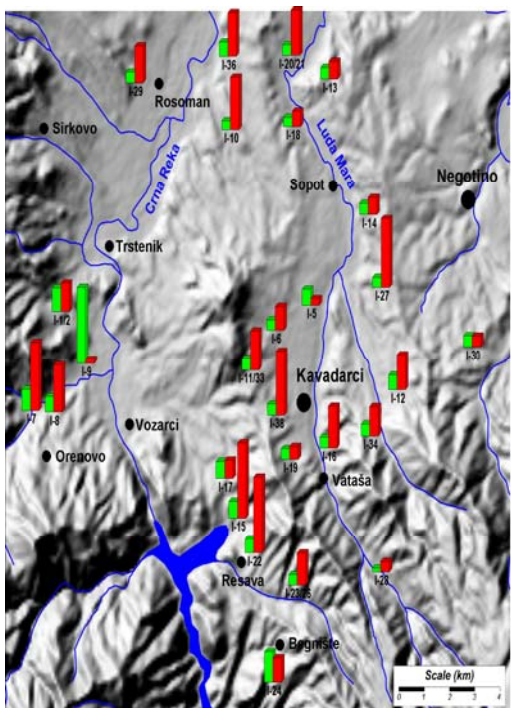 I-36
I-20/21
I-13
I-29
Rosoman
I-10
I-18
Sirkovo
Luda Mara
Crna Reka
Sopot
Negotino
I-14
Trstenik
I-27
I-1/2
I-5
I-6
I-30
I-9
I-11/33
I-12
Kavadarci
I-7
I-8
I-38
Vozarci
I-16
I-34
Orenovo
I-19
I-17
Vataša
I-15
I-22
Resava
I-28
I-23/26
Begnište
I-24
Scale (km)
0 1 2 3 4